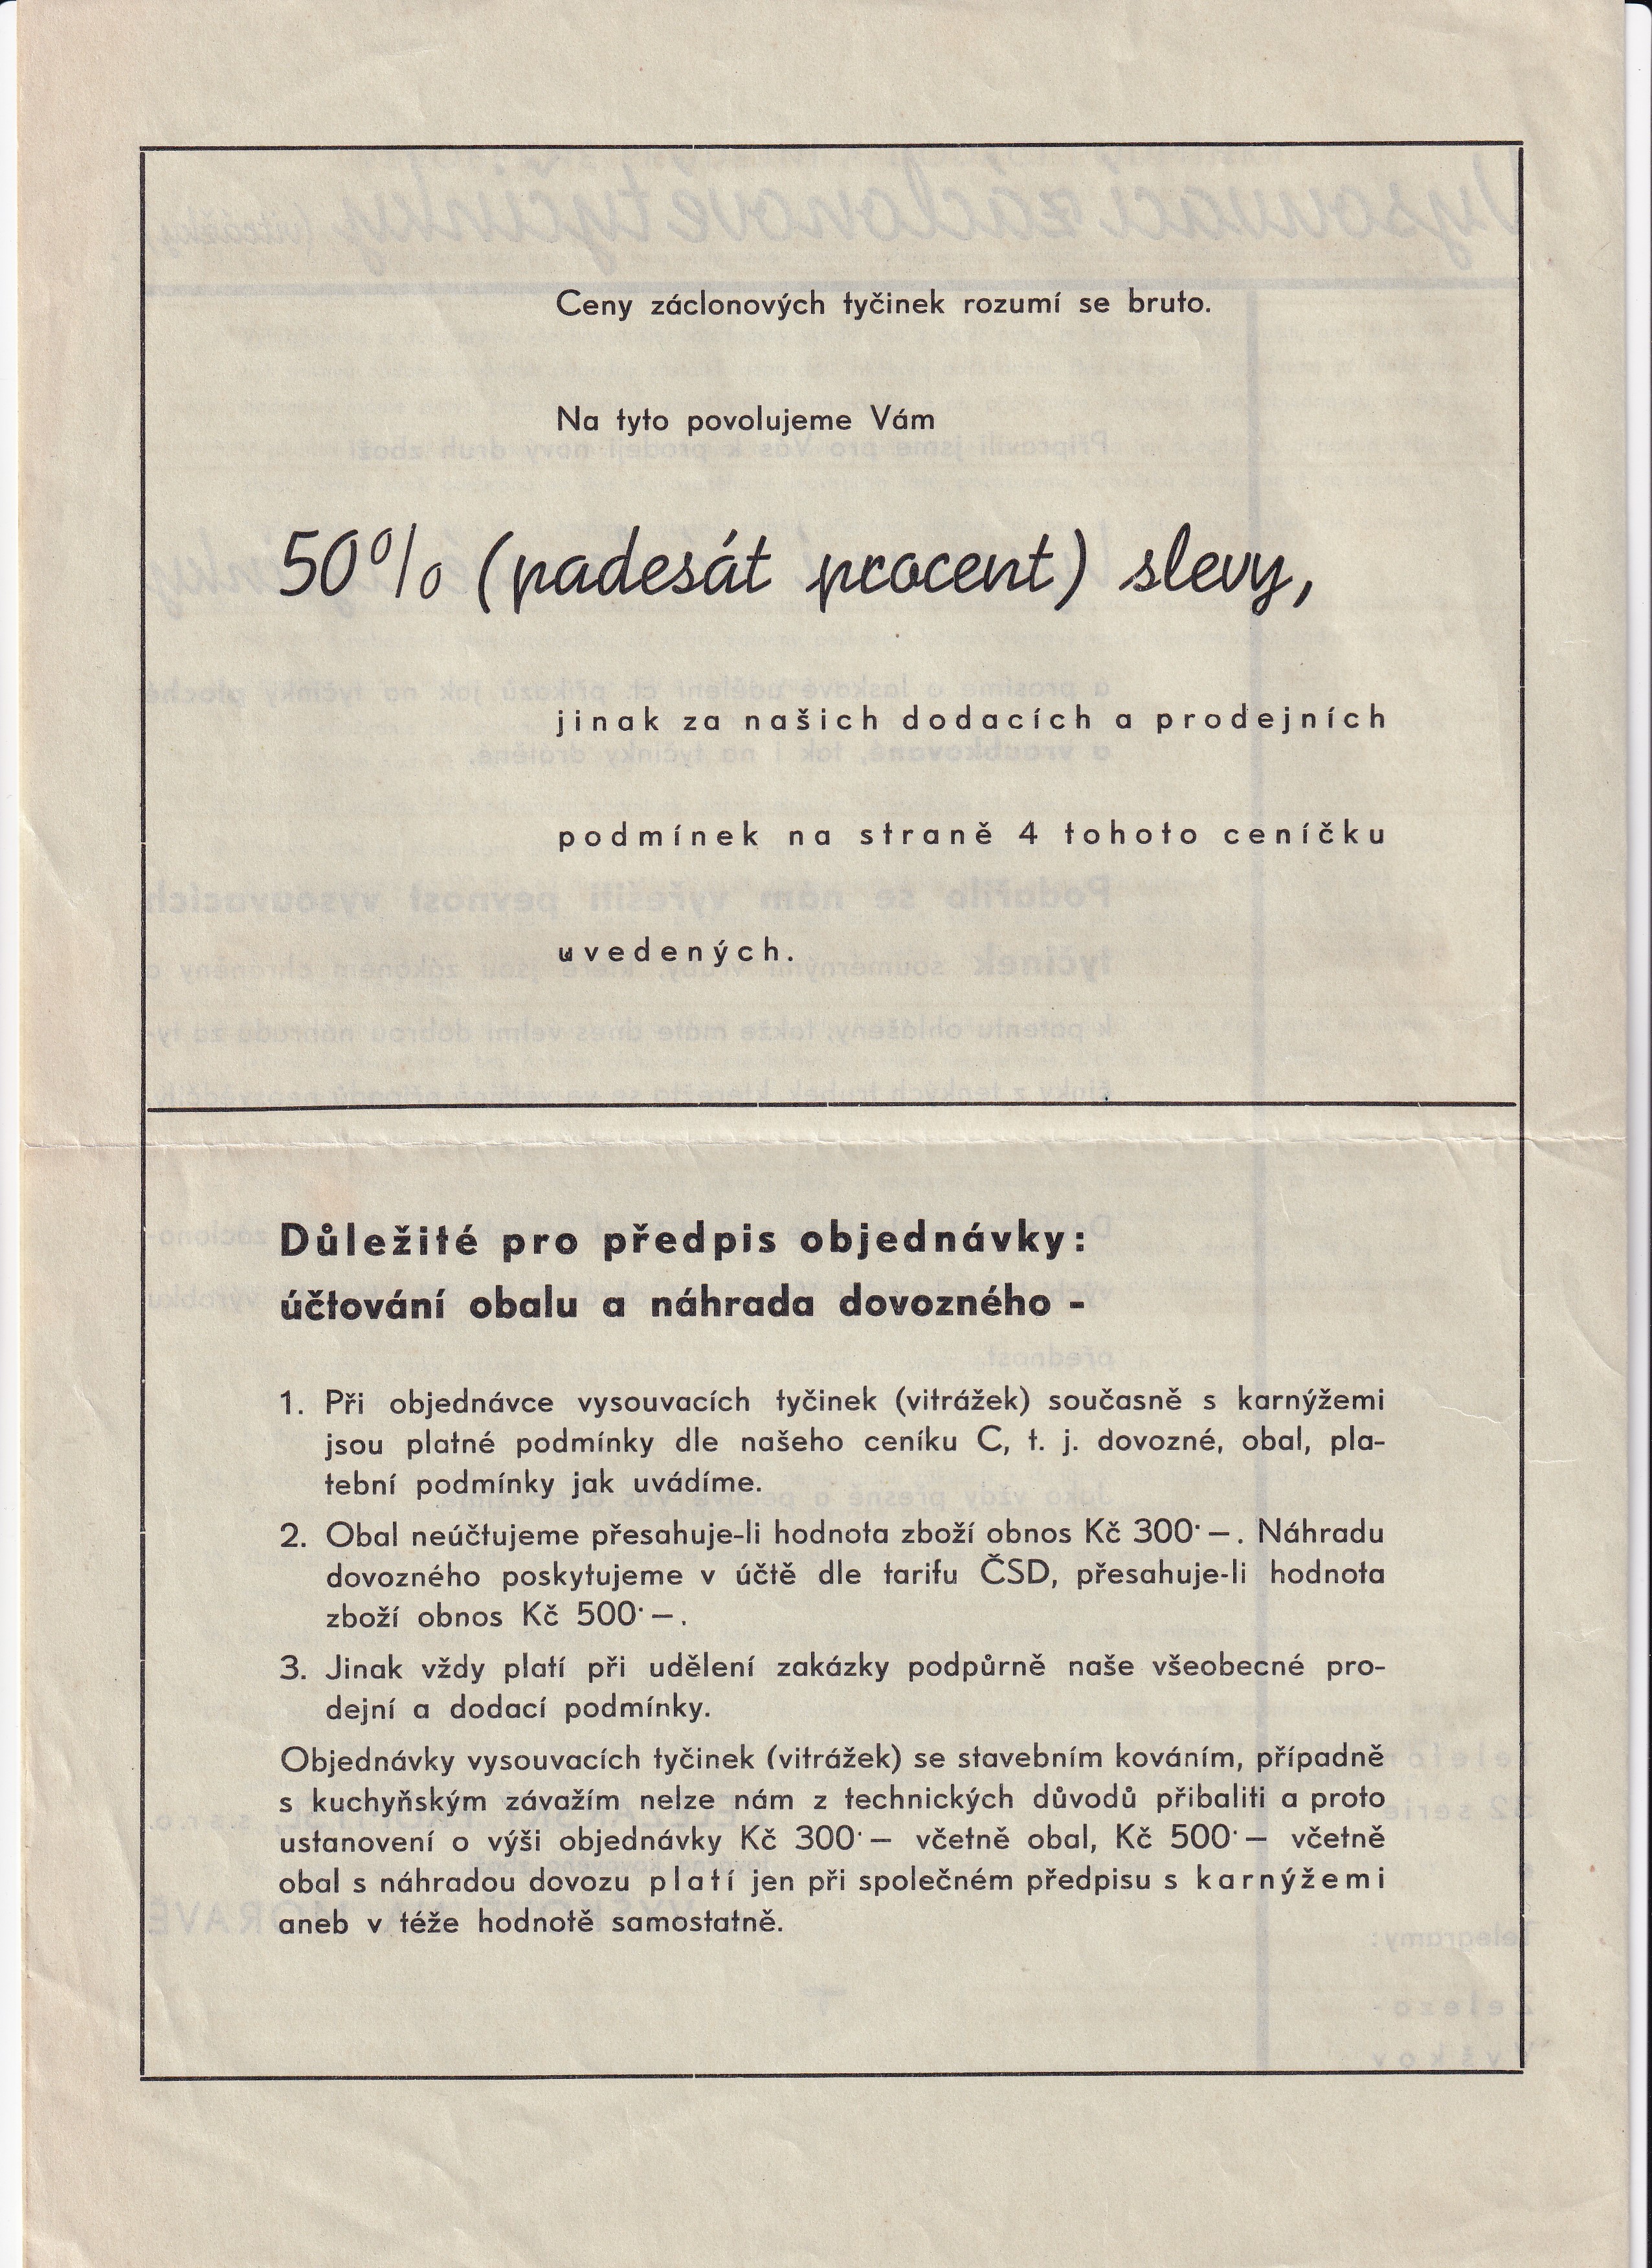 Ceny záclonových tyčinek rozumí se bruto.
Na tyto povolujeme Vám
50% (padesát procent) slevy,
jinak za našich dodacích a prodejních
podmínek na straně 4 tohoto ceníčku
uvedených.
Důležité pro předpis objednávky:
účtování obalu a náhrada dovozného -
1. Při objednávce vysouvacích tyčinek (vitrážek) současně s karnýžemi
jsou platné podmínky dle našeho ceníku C, t. j. dovozné, obal, pla-
tební podmínky jak uvádíme.
2. Obal neúčtujeme přesahuje-li hodnota zboží obnos Kč 300·—. Náhradu
dovozného poskytujeme v účtě dle tarifu ČSD, přesahuje-li hodnota
zboží obnos Kč 500·—.
3. Jinak vždy platí při udělení zakázky podpůrně naše všeobecné pro-
dejní a dodací podmínky.
Objednávky vysouvacích tyčinek (vitrážek) se stavebním kováním, případně
s kuchyňským závažím nelze nám z technických důvodů přibaliti a proto
ustanovení o výši objednávky Kč 300·— včetně obal, Kč 500·— včetně
obal s náhradou dovozu platí jen při společném předpisu s karnýžemi
aneb v téže hodnotě samostatně.